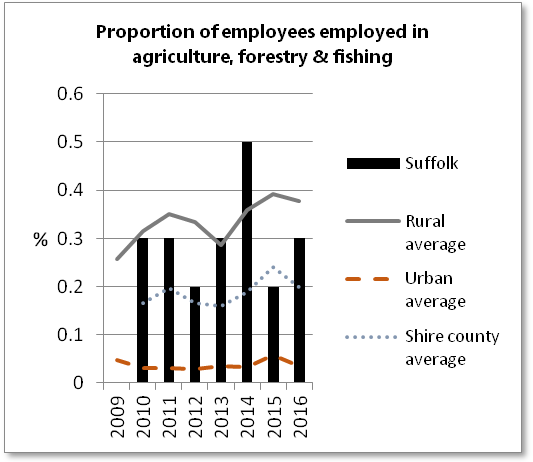 Proportion of employees employed in
agriculture, forestry & fishing
0.6
0.5
0.4
0.3
0.2
0.1
0
%
2009
2010
2011
2012
2013
2014
2015
2016
Suffolk
Rural
average
Urban
average
Shire county
average